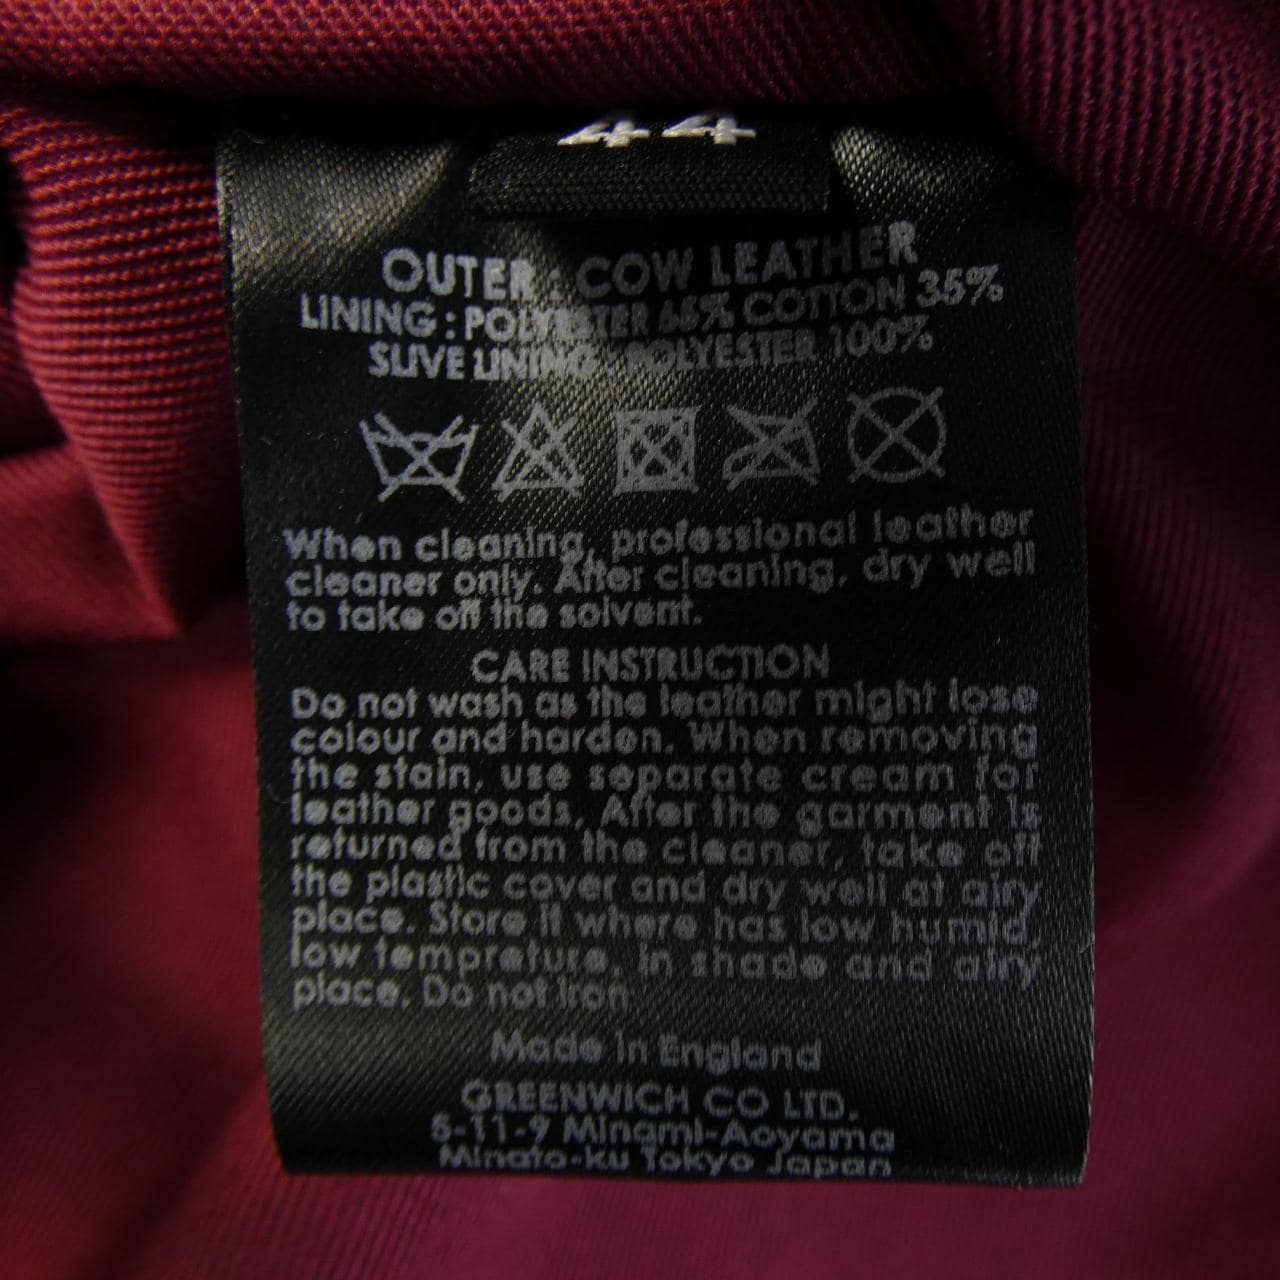 44
OUTER : COW LEATHER
LINING : POLYESTER 65% COTTON 35%
SLIVE LINING : POLYESTER 100%
When cleaning, professional leather
cleaner only. After cleaning, dry well
to take off the solvent.
CARE INSTRUCTION
Do not wash as the leather might lose
colour and harden. When removing
the stain, use separate cream for
leather goods. After the garment is
returned from the cleaner, take off
the plastic cover and dry well at airy
place. Store it where has low humid,
low temprature, in shade and airy
place. Do not iron
Made in England
GREENWICH CO LTD.
5-11-9 Minami-Aoyama
Minato-ku Tokyo Japan